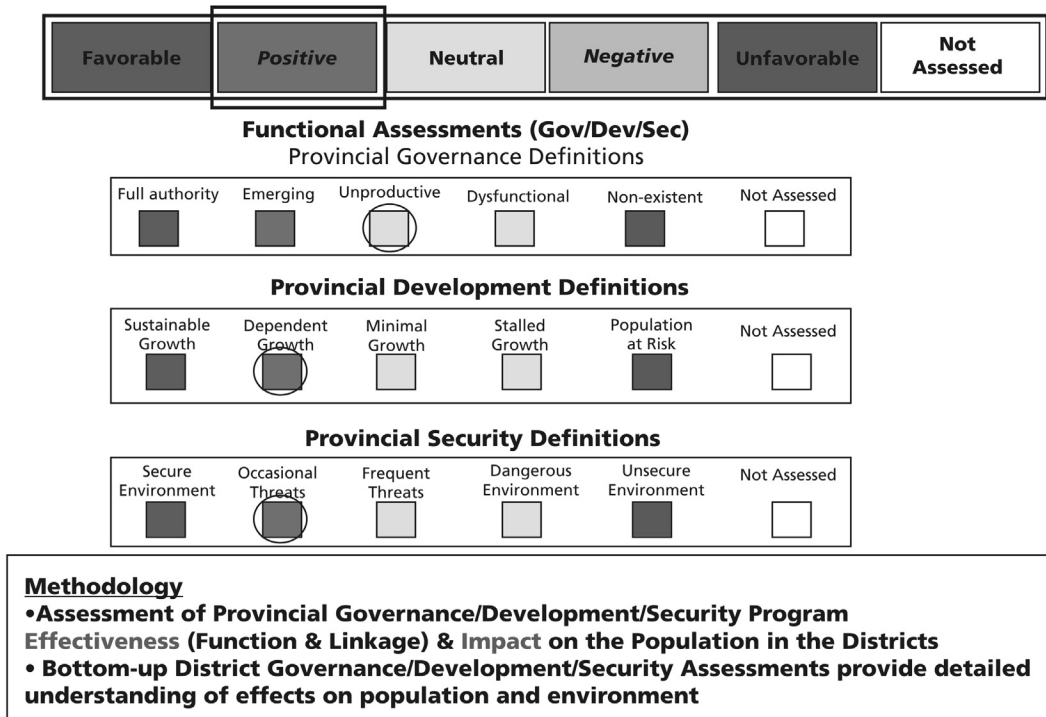 Favorable Positive Neutral Negative Unfavorable Not Assessed
Functional Assessments (Gov/Dev/Sec)
Provincial Governance Definitions
Full authority Emerging Unproductive Dysfunctional Non-existent Not Assessed
Provincial Development Definitions
Sustainable Growth Dependent Growth Minimal Growth Stalled Growth Population at Risk Not Assessed
Provincial Security Definitions
Secure Environment Occasional Threats Frequent Threats Dangerous Environment Unsecure Environment Not Assessed
Methodology
•Assessment of Provincial Governance/Development/Security Program
Effectiveness (Function & Linkage) & Impact on the Population in the Districts
• Bottom-up District Governance/Development/Security Assessments provide detailed
understanding of effects on population and environment